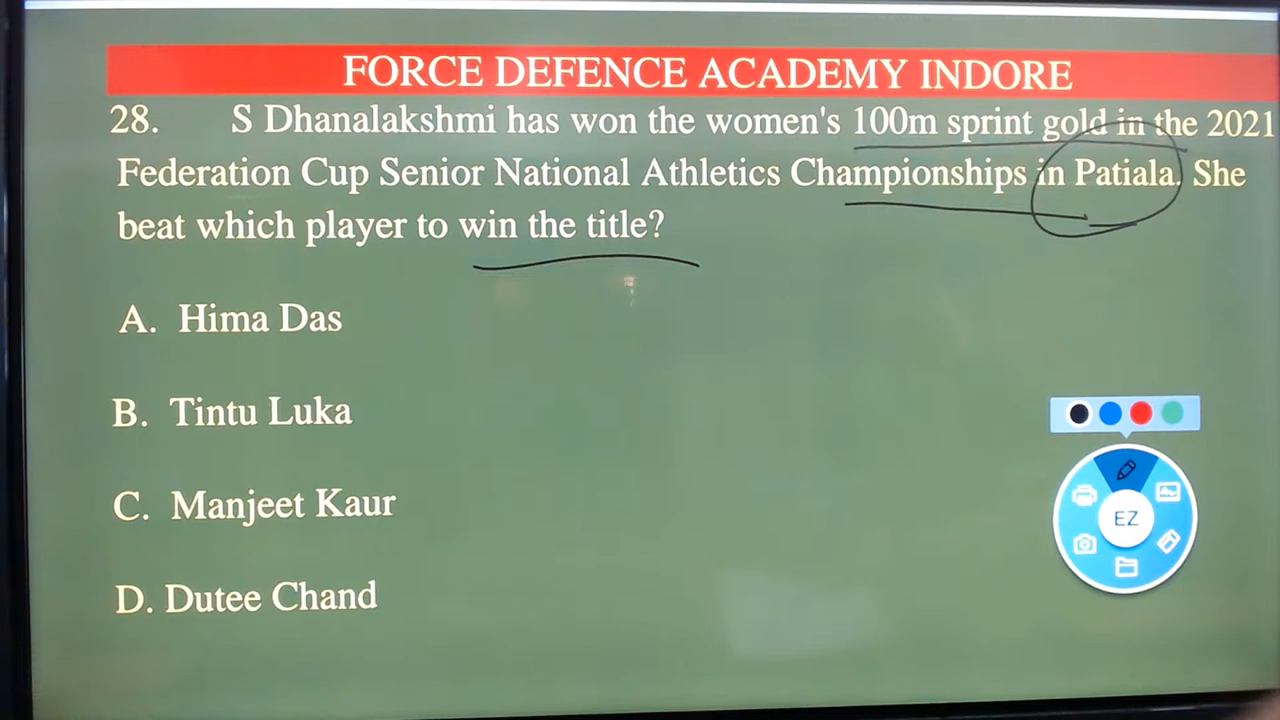 FORCE DEFENCE ACADEMY INDORE
28. S Dhanalakshmi has won the women's 100m sprint gold in the 2021
Federation Cup Senior National Athletics Championships in Patiala. She
beat which player to win the title?
A. Hima Das
B. Tintu Luka
C. Manjeet Kaur
D. Dutee Chand
EZ